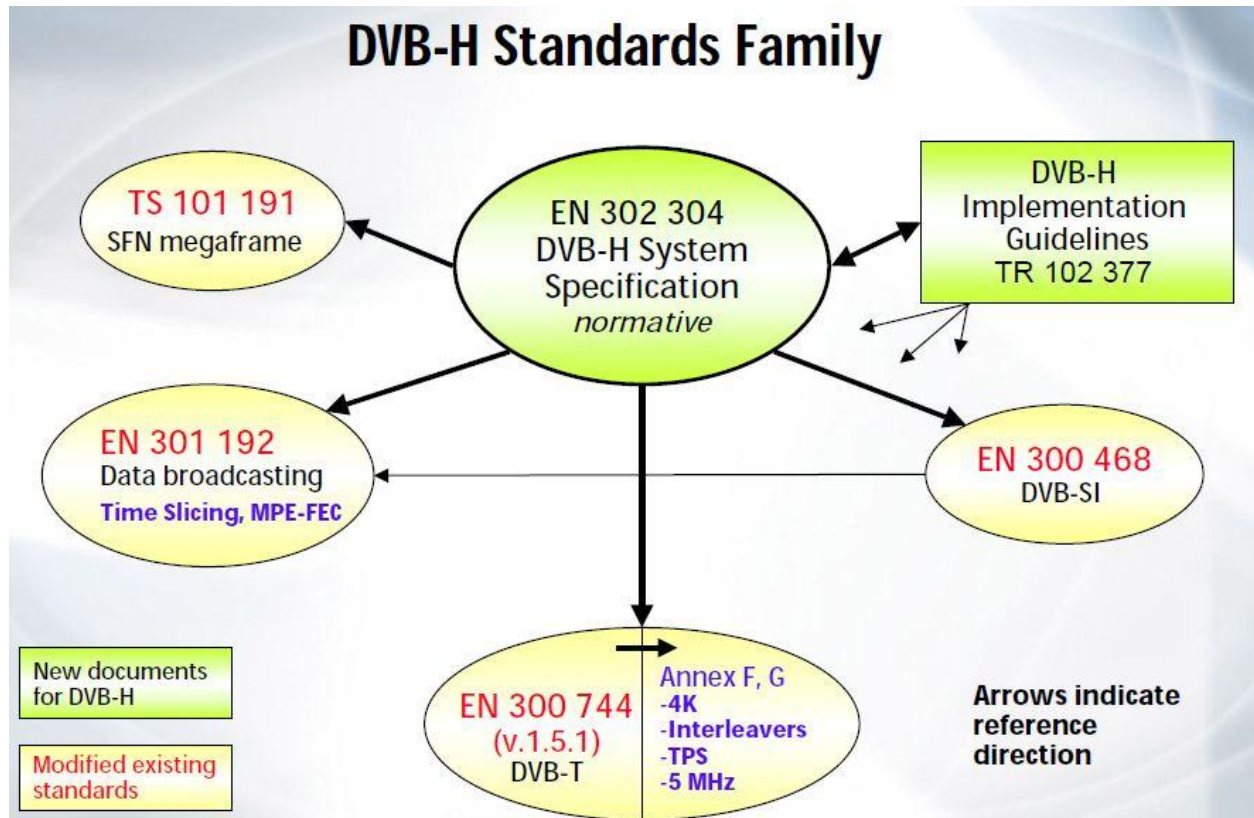 DVB-H Standards Family
TS 101 191
SFN megaframe
EN 302 304
DVB-H System
Specification
normative
DVB-H
Implementation
Guidelines
TR 102 377
EN 301 192
Data broadcasting
Time Slicing, MPE-FEC
EN 300 468
DVB-SI
EN 300 744
(v.1.5.1)
DVB-T
Annex F, G
-4K
-Interleavers
-TPS
-5 MHz
New documents
for DVB-H
Modified existing
standards
Arrows indicate
reference
direction